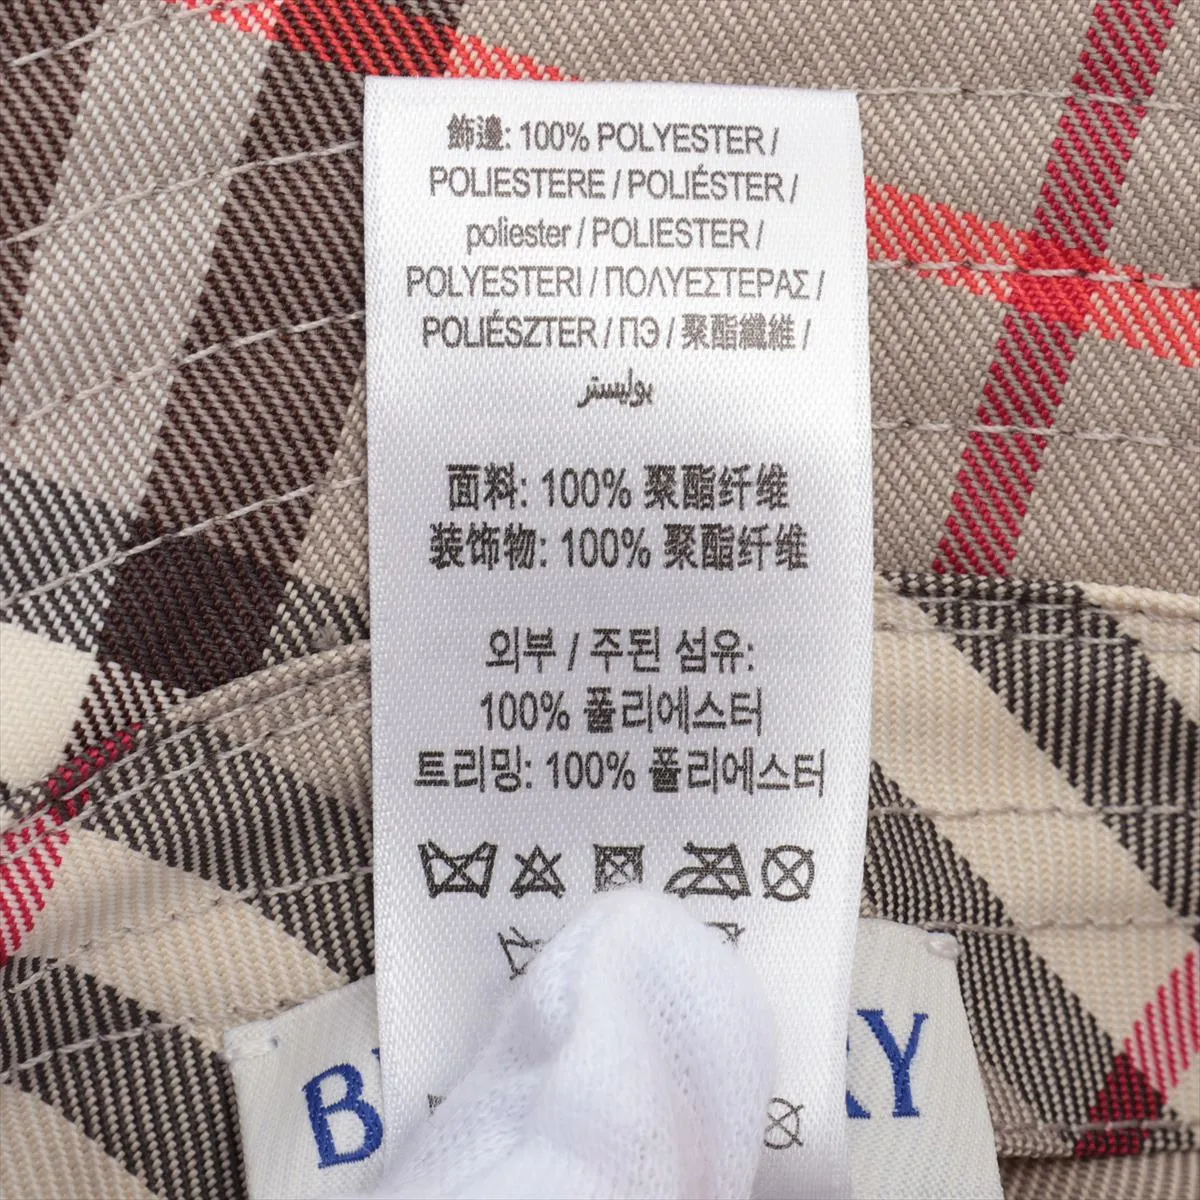 飾邊: 100% POLYESTER /
POLIESTERE / POLIÉSTER /
poliester / POLIESTER /
POLYESTERI / ΠΟΛΥΕΣΤΕΡΑΣ /
POLIÉSZTER / ПЭ / 聚酯纖維 /
بوليستر
面料: 100% 聚酯纤维
装饰物: 100% 聚酯纤维
외부 / 주된 섬유:
100% 폴리에스터
트리밍: 100% 폴리에스터